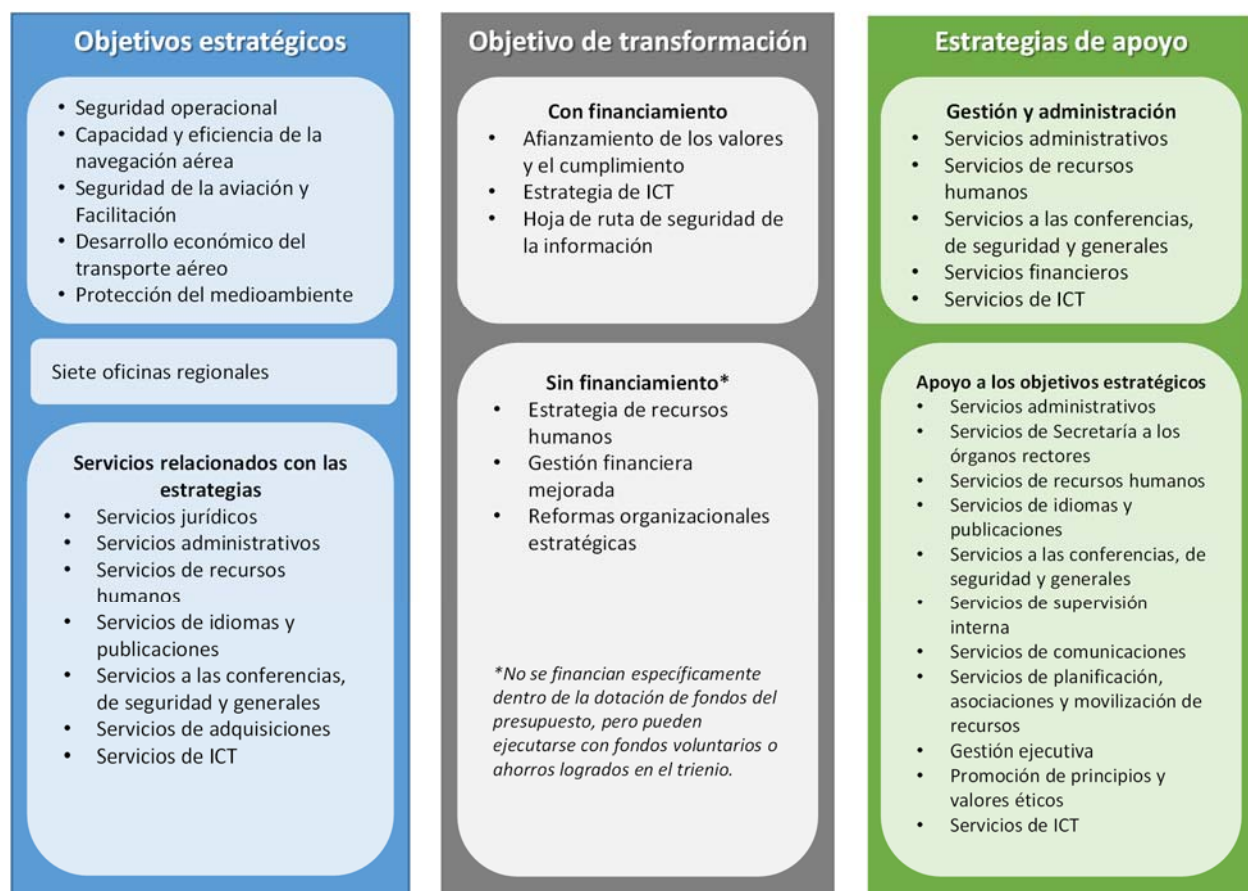 Objetivos estratégicos
• Seguridad operacional
• Capacidad y eficiencia de la
navegación aérea
• Seguridad de la aviación y
Facilitación
• Desarrollo económico del
transporte aéreo
• Protección del medioambiente
Siete oficinas regionales
Servicios relacionados con las
estrategias
• Servicios jurídicos
• Servicios administrativos
• Servicios de recursos
humanos
• Servicios de idiomas y
publicaciones
• Servicios a las conferencias,
de seguridad y generales
• Servicios de adquisiciones
• Servicios de ICT
Objetivo de transformación
Con financiamiento
• Afianzamiento de los valores
y el cumplimiento
• Estrategia de ICT
• Hoja de ruta de seguridad de
la información
Sin financiamiento*
• Estrategia de recursos
humanos
• Gestión financiera
mejorada
• Reformas organizacionales
estratégicas
*No se financian específicamente
dentro de la dotación de fondos del
presupuesto, pero pueden
ejecutarse con fondos voluntarios o
ahorros logrados en el trienio.
Estrategias de apoyo
Gestión y administración
• Servicios administrativos
• Servicios de recursos
humanos
• Servicios a las conferencias,
de seguridad y generales
• Servicios financieros
• Servicios de ICT
Apoyo a los objetivos estratégicos
• Servicios administrativos
• Servicios de Secretaría a los
órganos rectores
• Servicios de recursos humanos
• Servicios de idiomas y
publicaciones
• Servicios a las conferencias, de
seguridad y generales
• Servicios de supervisión
interna
• Servicios de comunicaciones
• Servicios de planificación,
asociaciones y movilización de
recursos
• Gestión ejecutiva
• Promoción de principios y
valores éticos
• Servicios de ICT